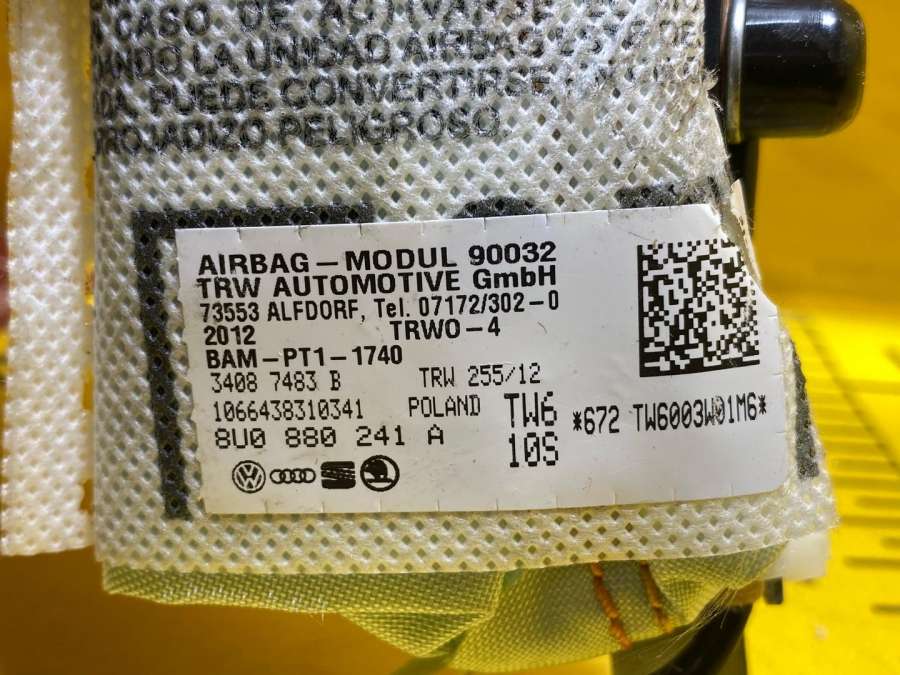 CASO DE
LA UNIDAD AIRBAG
PUEDE CONVERTIRSE
PELIGROSO
AIRBAG – MODUL 90032
TRW AUTOMOTIVE GmbH
73553 ALFDORF, Tel. 07172/302-0
2012 TRWO-4
BAM-PT1-1740
3408 7483 B TRW 255/12
1066438310341 POLAND
8U0 880 241 A
TW6
10S
*672 TW6003W01M6*